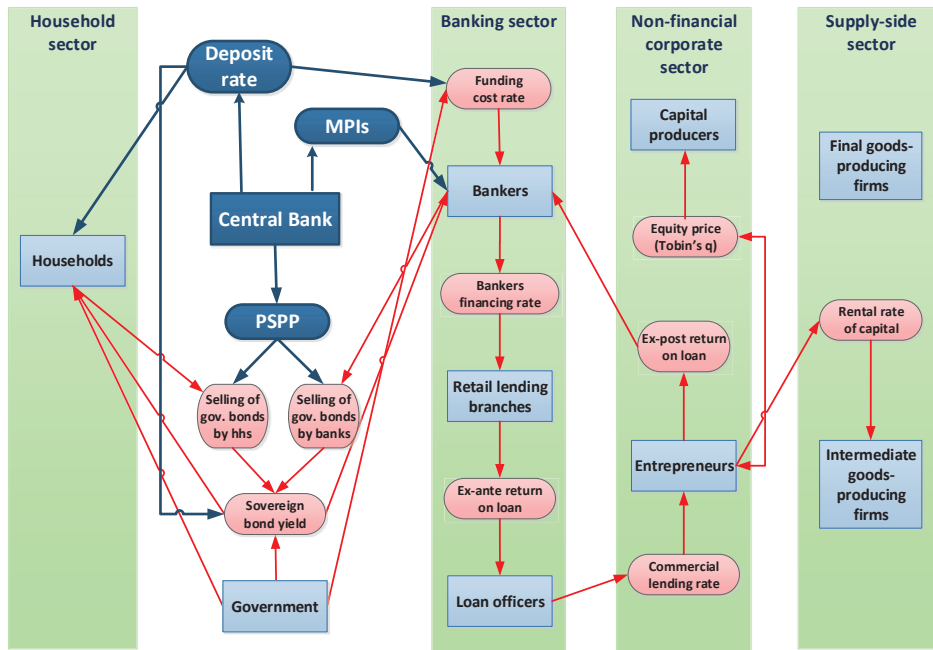 Household
sector
Banking sector
Non-financial
corporate
sector
Supply-side
sector
Deposit
rate
MPIs
Central Bank
PSPP
Households
Selling of
gov. bonds
by hhs
Selling of
gov. bonds
by banks
Sovereign
bond yield
Government
Funding
cost rate
Bankers
Bankers
financing rate
Retail lending
branches
Ex-ante return
on loan
Loan officers
Capital
producers
Equity price
(Tobin's q)
Ex-post return
on loan
Entrepreneurs
Commercial
lending rate
Final goods-
producing
firms
Rental rate
of capital
Intermediate
goods-
producing
firms